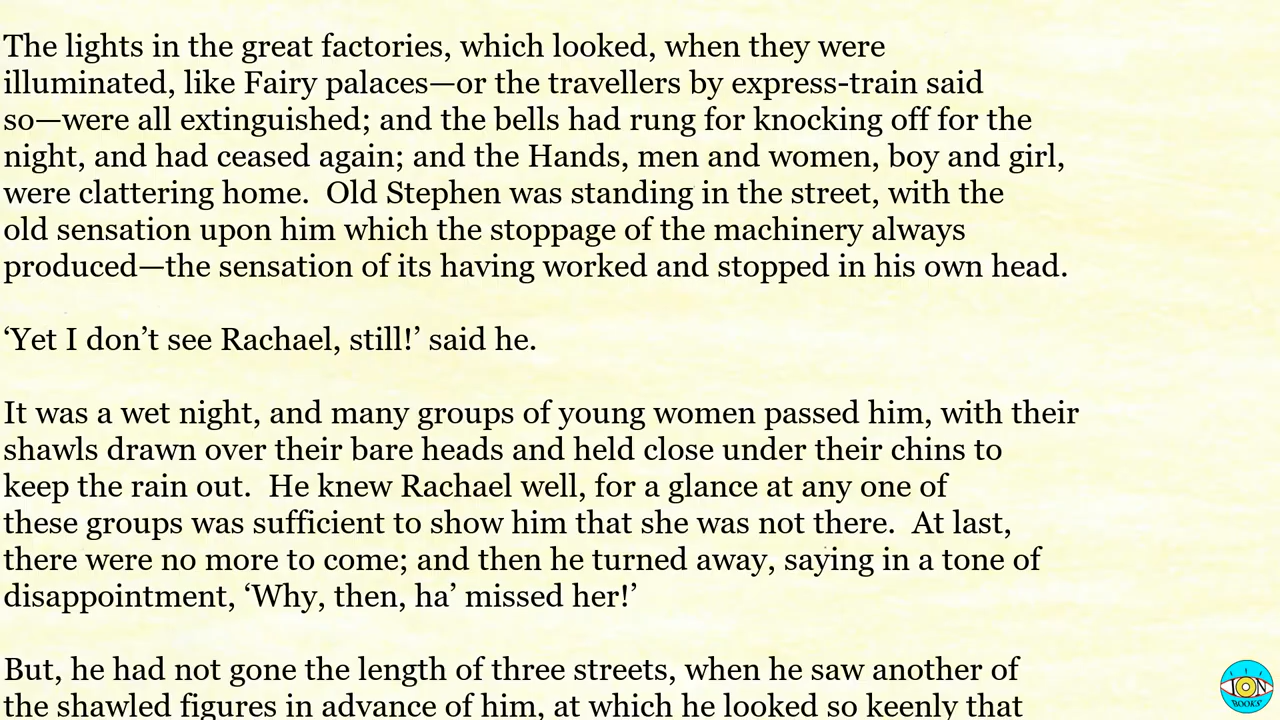 The lights in the great factories, which looked, when they were
illuminated, like Fairy palaces—or the travellers by express-train said
so—were all extinguished; and the bells had rung for knocking off for the
night, and had ceased again; and the Hands, men and women, boy and girl,
were clattering home.  Old Stephen was standing in the street, with the
old sensation upon him which the stoppage of the machinery always
produced—the sensation of its having worked and stopped in his own head.

‘Yet I don’t see Rachael, still!’ said he.

It was a wet night, and many groups of young women passed him, with their
shawls drawn over their bare heads and held close under their chins to
keep the rain out.  He knew Rachael well, for a glance at any one of
these groups was sufficient to show him that she was not there.  At last,
there were no more to come; and then he turned away, saying in a tone of
disappointment, ‘Why, then, ha’ missed her!’

But, he had not gone the length of three streets, when he saw another of
the shawled figures in advance of him, at which he looked so keenly that
ION
BOOKS